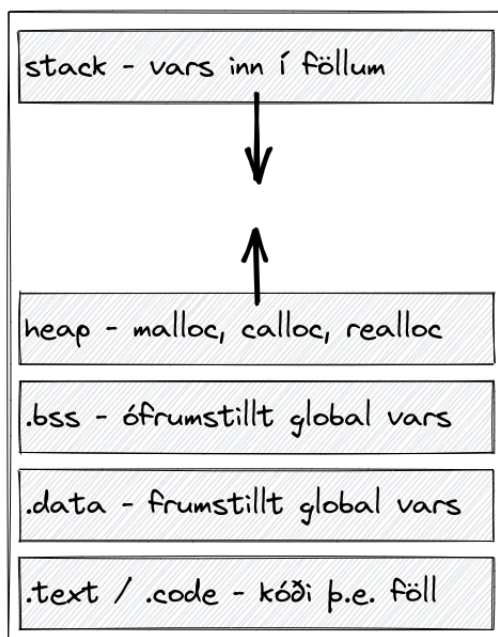 stack - vars inn í föllum
heap - malloc, calloc, realloc
.bss - ófrumstillt global vars
.data - frumstillt global vars
.text / .code - kóði þ.e. föll